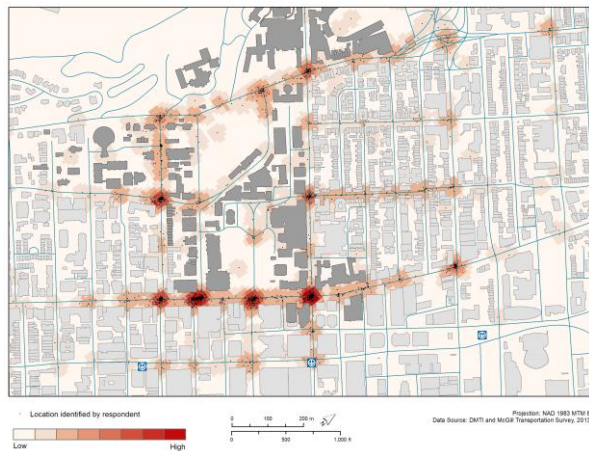 Location identified by respondent
Low
High
0 100 200 m
0 500 1,000 ft
Projection: NAD 1983 MTM 8
Data Source: DMTI and McGill Transportation Survey, 2013